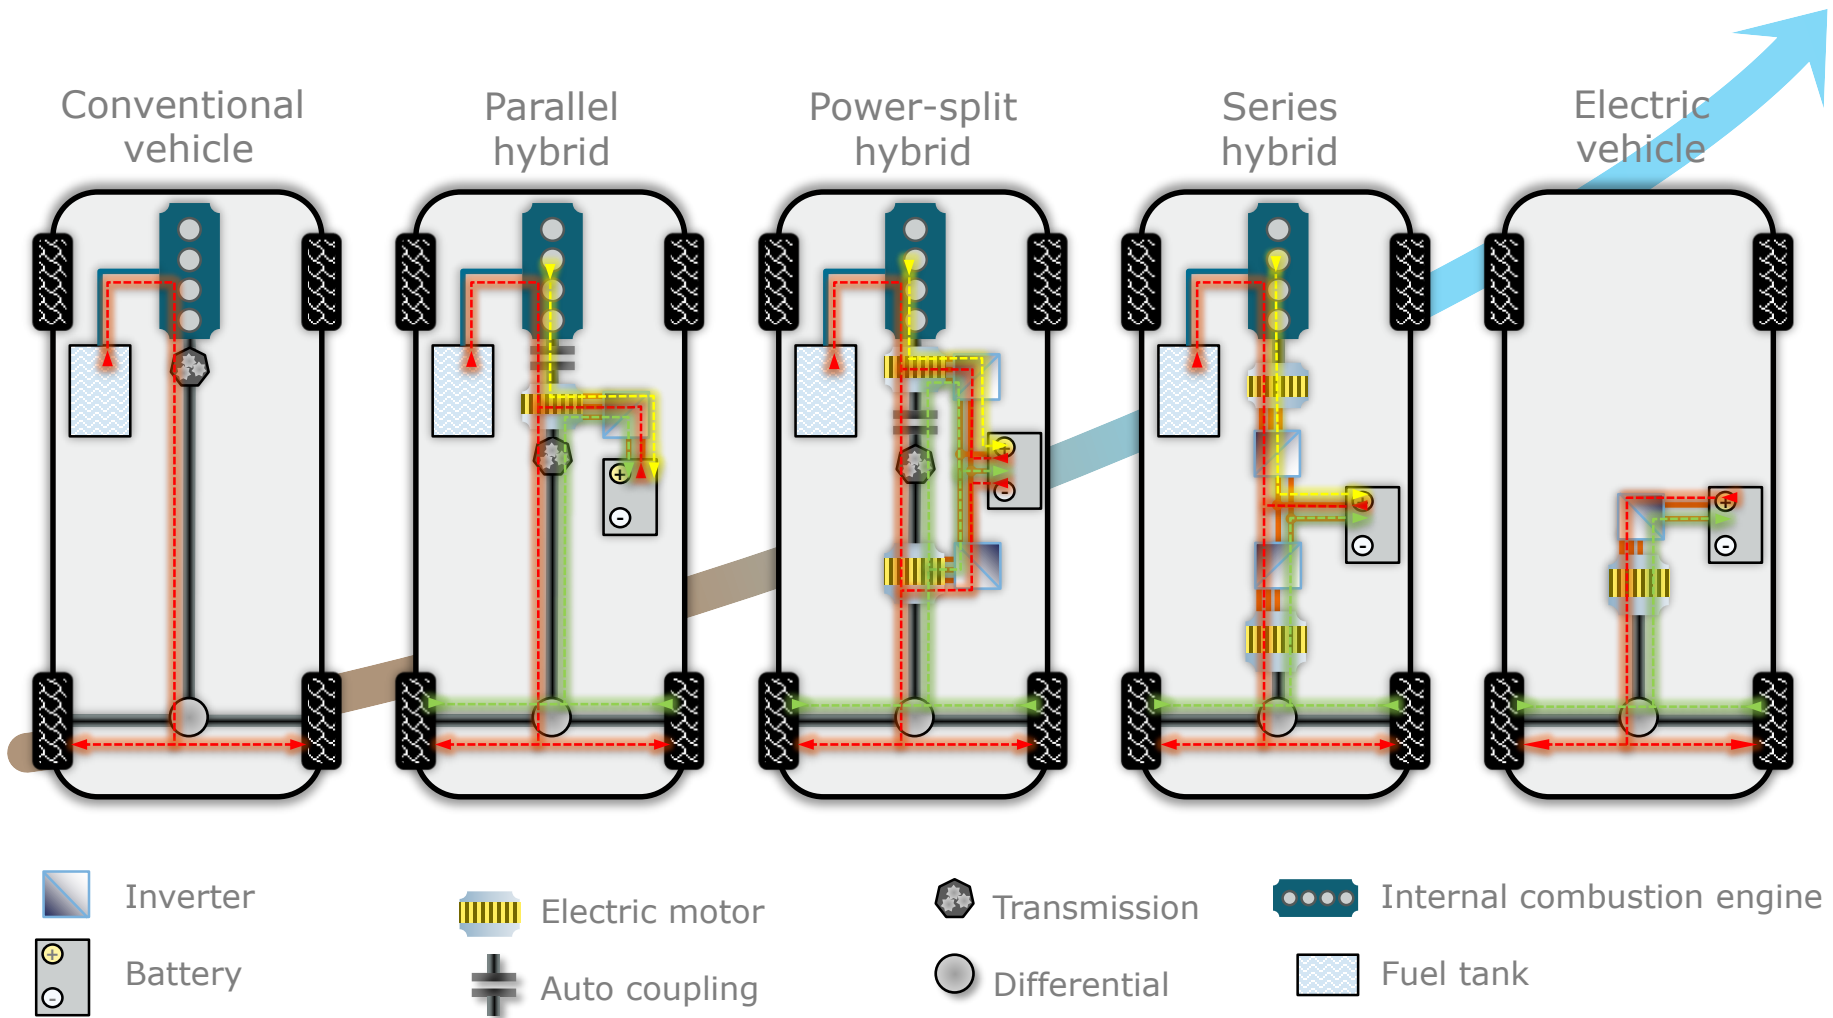 Conventional
vehicle
Parallel
hybrid
Power-split
hybrid
Series
hybrid
Electric
vehicle
+
-
+
-
+
-
+
-
Inverter
Electric motor
Transmission
Internal combustion engine
+
-
Battery
Auto coupling
Differential
Fuel tank